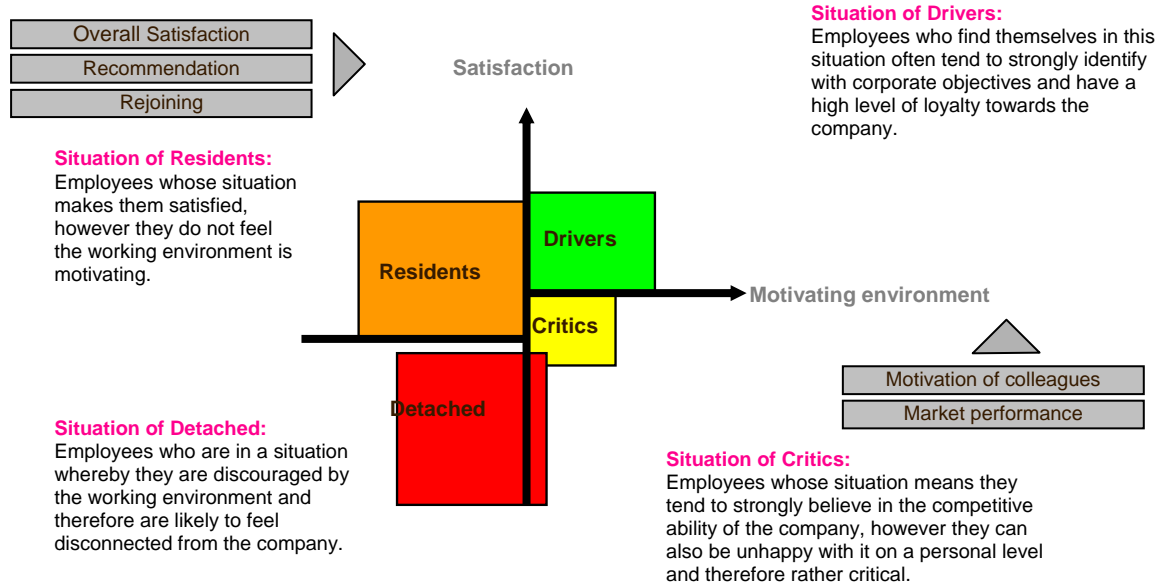 Overall Satisfaction
Recommendation
Rejoining
Satisfaction
Situation of Drivers:
Employees who find themselves in this
situation often tend to strongly identify
with corporate objectives and have a
high level of loyalty towards the
company.
Situation of Residents:
Employees whose situation
makes them satisfied,
however they do not feel
the working environment is
motivating.
Drivers
Residents
Motivating environment
Critics
Detached
Motivation of colleagues
Market performance
Situation of Detached:
Employees who are in a situation
whereby they are discouraged by
the working environment and
therefore are likely to feel
disconnected from the company.
Situation of Critics:
Employees whose situation means they
tend to strongly believe in the competitive
ability of the company, however they can
also be unhappy with it on a personal level
and therefore rather critical.